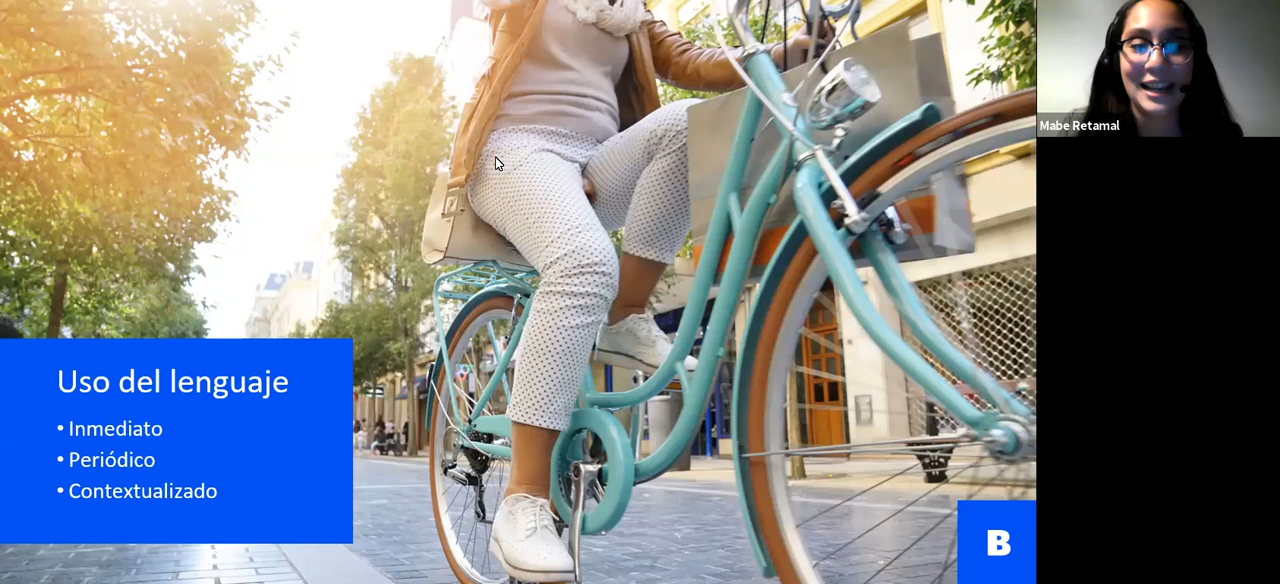 Uso del lenguaje
• Inmediato
• Periódico
• Contextualizado
B
Mabe Retamal